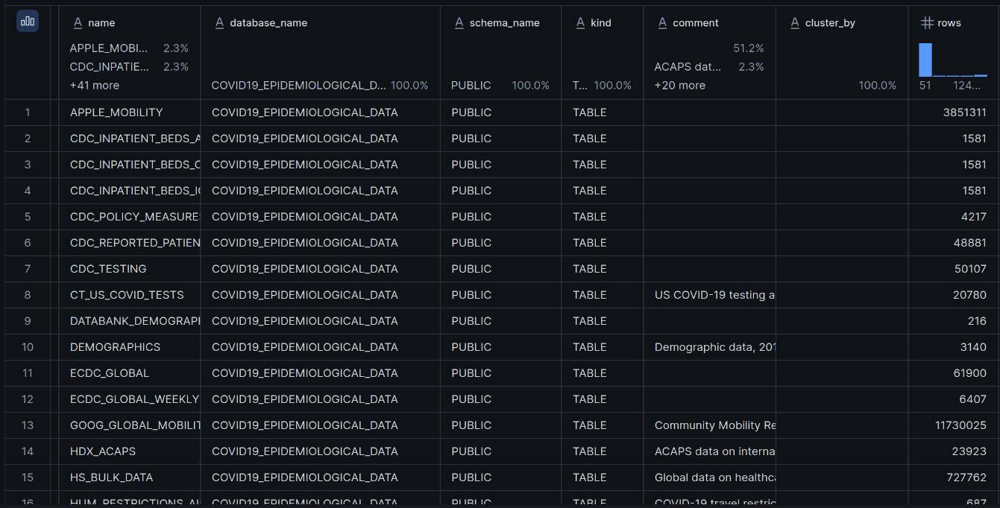 name database_name schema_name kind comment cluster_by rows
APPLE_MOBI... 2.3% 51.2%
CDC_INPATIE... 2.3% ACAPS dat... 2.3%
+41 more COVID19_EPIDEMIOLOGICAL_D... 100.0% PUBLIC 100.0% T... 100.0% +20 more 100.0% 51 124...
1 APPLE_MOBILITY COVID19_EPIDEMIOLOGICAL_DATA PUBLIC TABLE 3851311
2 CDC_INPATIENT_BEDS_A COVID19_EPIDEMIOLOGICAL_DATA PUBLIC TABLE 1581
3 CDC_INPATIENT_BEDS_C COVID19_EPIDEMIOLOGICAL_DATA PUBLIC TABLE 1581
4 CDC_INPATIENT_BEDS_IC COVID19_EPIDEMIOLOGICAL_DATA PUBLIC TABLE 1581
5 CDC_POLICY_MEASURES COVID19_EPIDEMIOLOGICAL_DATA PUBLIC TABLE 4217
6 CDC_REPORTED_PATIEN COVID19_EPIDEMIOLOGICAL_DATA PUBLIC TABLE 48881
7 CDC_TESTING COVID19_EPIDEMIOLOGICAL_DATA PUBLIC TABLE 50107
8 CT_US_COVID_TESTS COVID19_EPIDEMIOLOGICAL_DATA PUBLIC TABLE US COVID-19 testing a 20780
9 DATABANK_DEMOGRAPH COVID19_EPIDEMIOLOGICAL_DATA PUBLIC TABLE 216
10 DEMOGRAPHICS COVID19_EPIDEMIOLOGICAL_DATA PUBLIC TABLE Demographic data, 201 3140
11 ECDC_GLOBAL COVID19_EPIDEMIOLOGICAL_DATA PUBLIC TABLE 61900
12 ECDC_GLOBAL_WEEKLY COVID19_EPIDEMIOLOGICAL_DATA PUBLIC TABLE 6407
13 GOOG_GLOBAL_MOBILIT COVID19_EPIDEMIOLOGICAL_DATA PUBLIC TABLE Community Mobility Re 11730025
14 HDX_ACAPS COVID19_EPIDEMIOLOGICAL_DATA PUBLIC TABLE ACAPS data on interna 23923
15 HS_BULK_DATA COVID19_EPIDEMIOLOGICAL_DATA PUBLIC TABLE Global data on healthca 727762
16 HUM_RESTRICTIONS_AI COVID19_EPIDEMIOLOGICAL_DATA PUBLIC TABLE COVID-19 travel restric 687